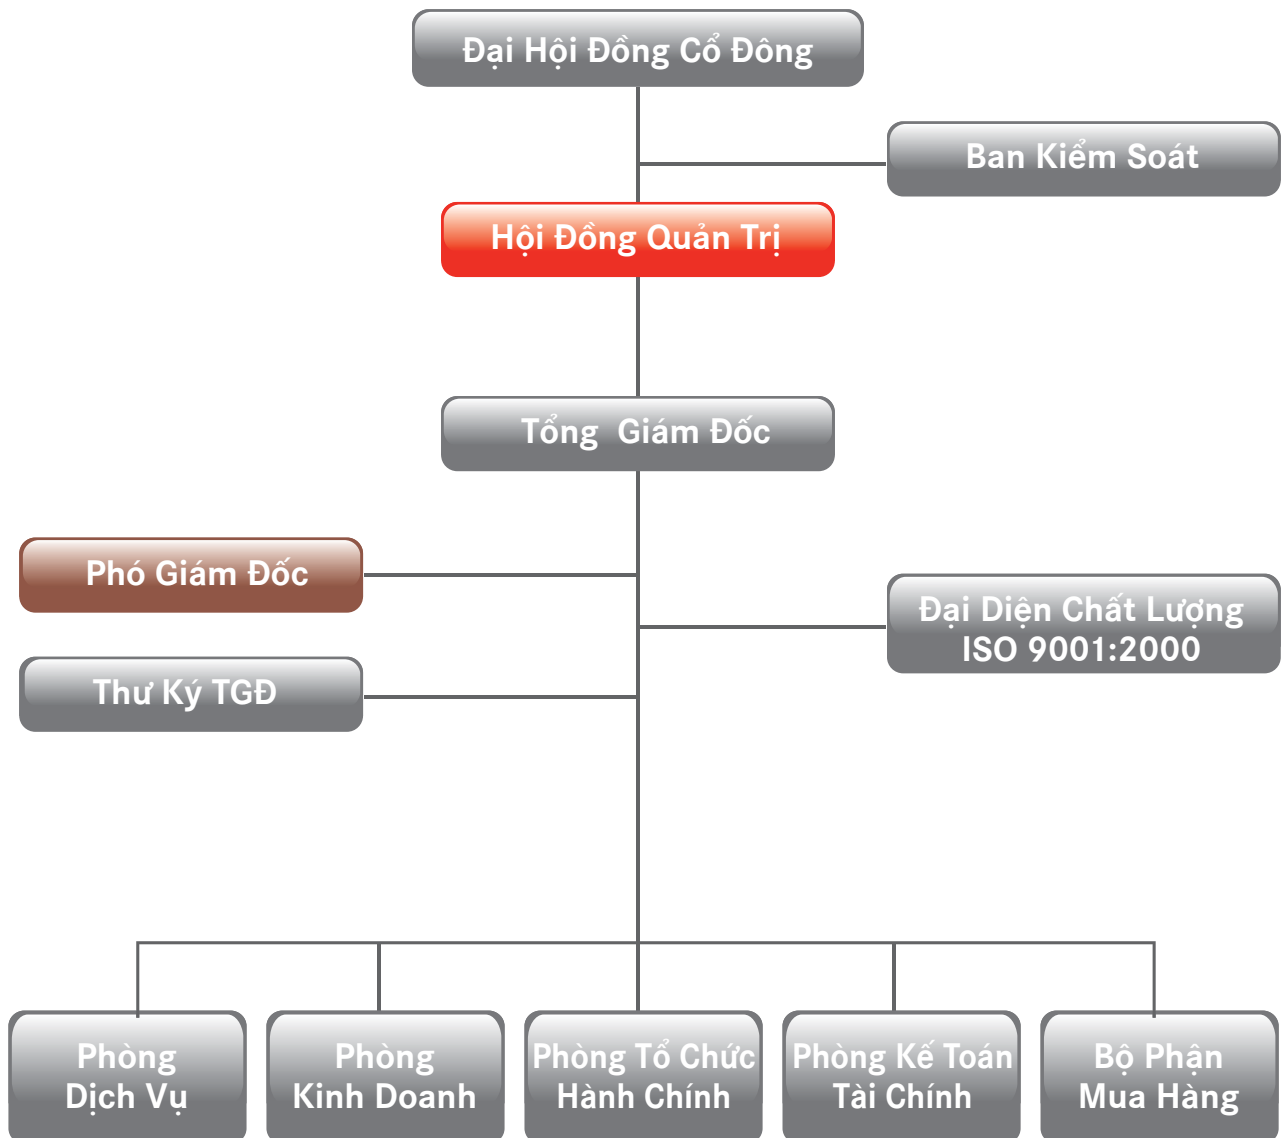 Đại Hội Đồng Cổ Đông
Ban Kiểm Soát
Hội Đồng Quản Trị
Tổng Giám Đốc
Phó Giám Đốc
Đại Diện Chất Lượng
ISO 9001:2000
Thư Ký TGĐ
Phòng
Dịch Vụ
Phòng
Kinh Doanh
Phòng Tổ Chức
Hành Chính
Phòng Kế Toán
Tài Chính
Bộ Phận
Mua Hàng